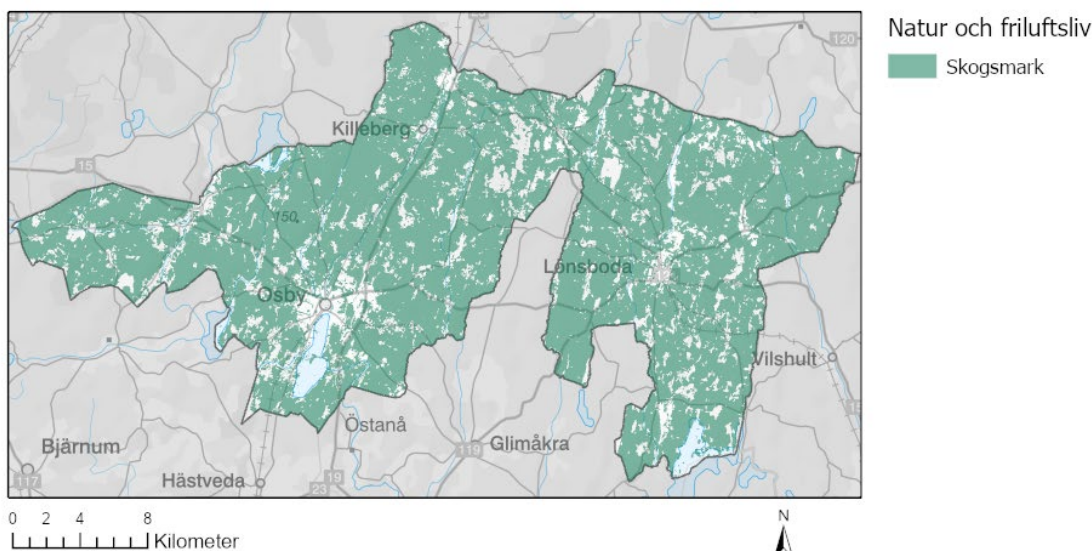 Natur och friluftsliv
Skogsmark
120
Killeberg
15
150
Lönsboda
Osby
Vilshult
Östanå
Bjärnum
Glimåkra
119
Hästveda
19
117
23
0 2 4 8
Kilometer
N